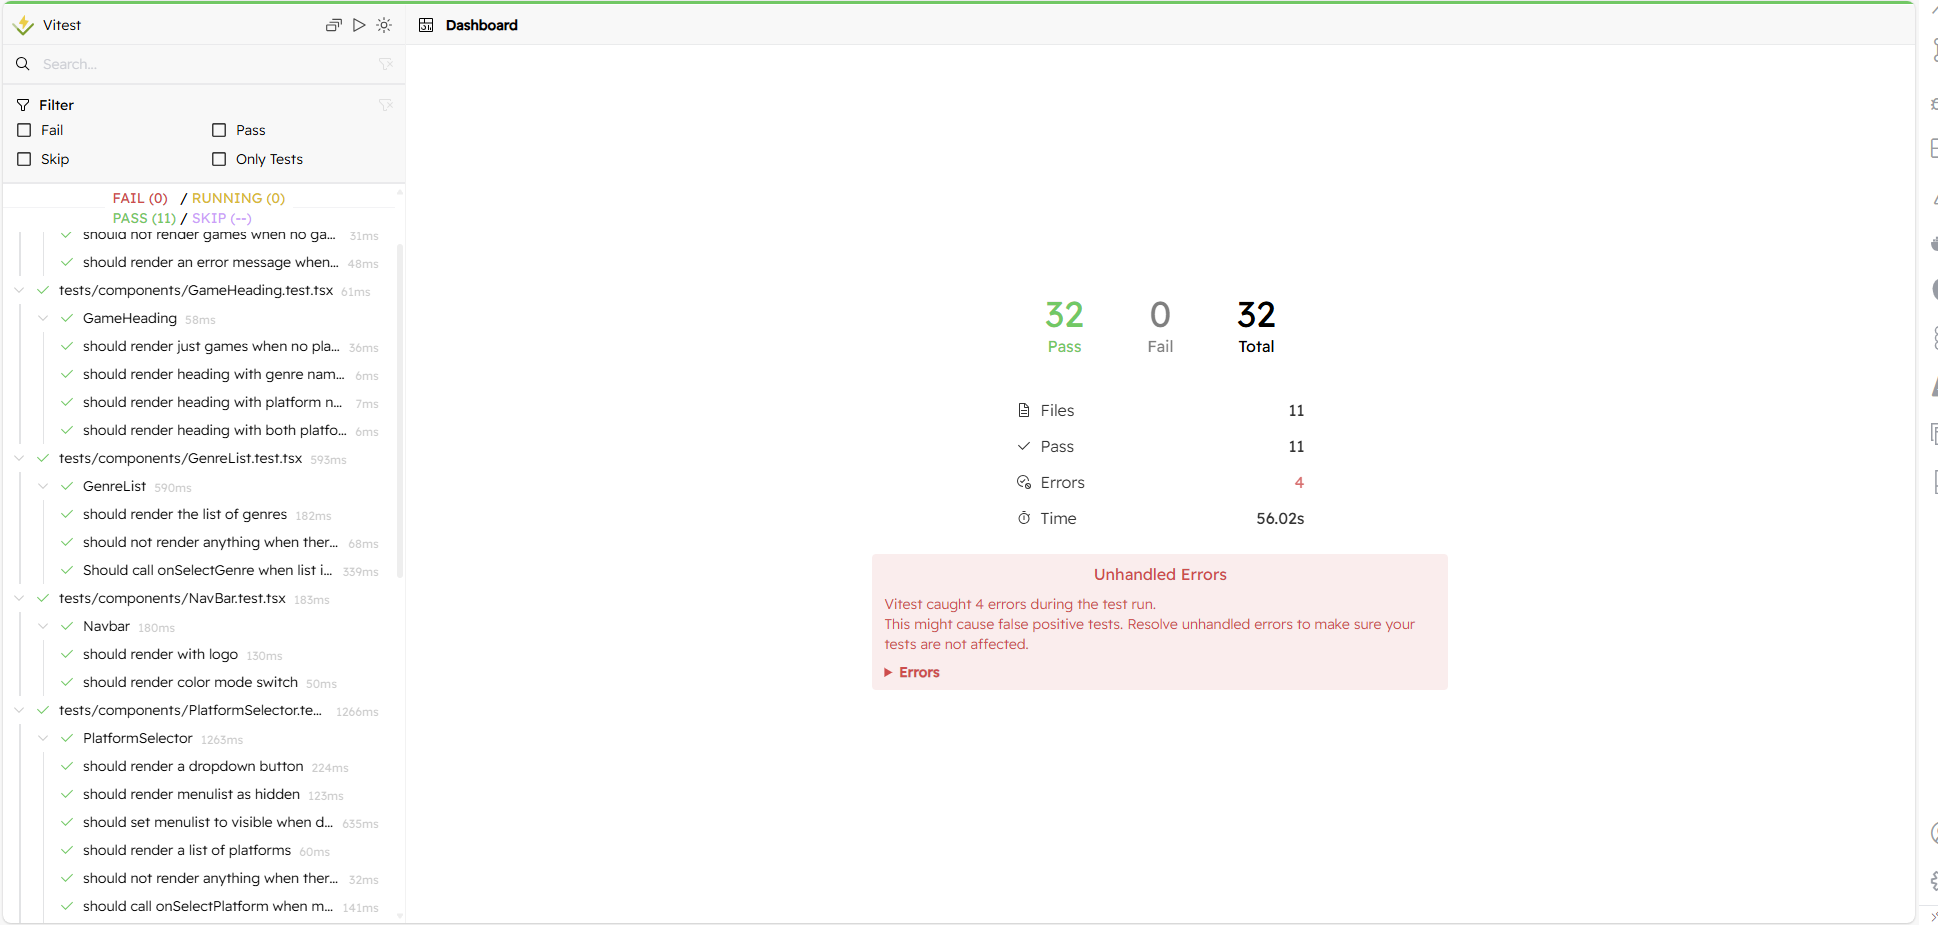 Vitest
Search...
Filter
Fail
Pass
Skip
Only Tests
FAIL (0) / RUNNING (0)
PASS (11) / SKIP (--)
should not render games when no ga... 31ms
should render an error message when... 48ms
tests/components/GameHeading.test.tsx 61ms
GameHeading 58ms
should render just games when no pla... 36ms
should render heading with genre nam... 6ms
should render heading with platform n... 7ms
should render heading with both platfo... 6ms
tests/components/GenreList.test.tsx 593ms
GenreList 590ms
should render the list of genres 182ms
should not render anything when ther... 68ms
Should call onSelectGenre when list i... 339ms
tests/components/NavBar.test.tsx 183ms
Navbar 180ms
should render with logo 130ms
should render color mode switch 50ms
tests/components/PlatformSelector.te... 1266ms
PlatformSelector 1263ms
should render a dropdown button 224ms
should render menulist as hidden 123ms
should set menulist to visible when d... 635ms
should render a list of platforms 60ms
should not render anything when ther... 32ms
should call onSelectPlatform when m... 141ms
Dashboard
32 0 32
Pass Fail Total
Files 11
Pass 11
Errors 4
Time 56.02s
Unhandled Errors
Vitest caught 4 errors during the test run.
This might cause false positive tests. Resolve unhandled errors to make sure your
tests are not affected.
Errors